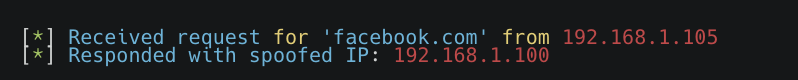 [*] Received request for 'facebook.com' from 192.168.1.105
[*] Responded with spoofed IP: 192.168.1.100